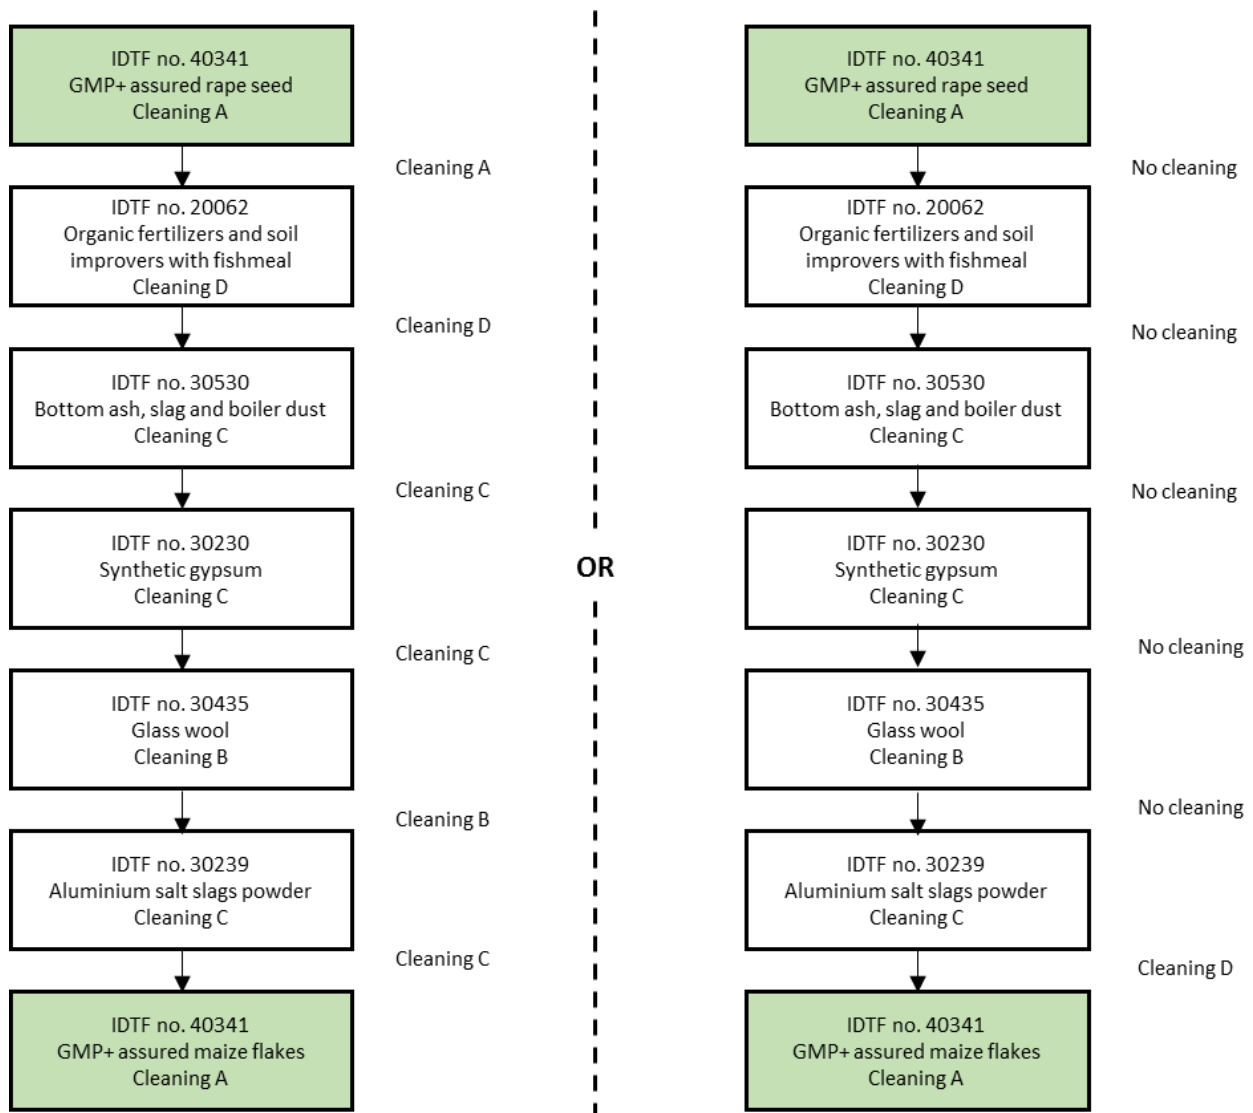 IDTF no. 40341
GMP+ assured rape seed
Cleaning A
Cleaning A
IDTF no. 20062
Organic fertilizers and soil
improvers with fishmeal
Cleaning D
Cleaning D
IDTF no. 30530
Bottom ash, slag and boiler dust
Cleaning C
Cleaning C
IDTF no. 30230
Synthetic gypsum
Cleaning C
Cleaning C
IDTF no. 30435
Glass wool
Cleaning B
Cleaning B
IDTF no. 30239
Aluminium salt slags powder
Cleaning C
Cleaning C
IDTF no. 40341
GMP+ assured maize flakes
Cleaning A
OR
IDTF no. 40341
GMP+ assured rape seed
Cleaning A
No cleaning
IDTF no. 20062
Organic fertilizers and soil
improvers with fishmeal
Cleaning D
No cleaning
IDTF no. 30530
Bottom ash, slag and boiler dust
Cleaning C
No cleaning
IDTF no. 30230
Synthetic gypsum
Cleaning C
No cleaning
IDTF no. 30435
Glass wool
Cleaning B
No cleaning
IDTF no. 30239
Aluminium salt slags powder
Cleaning C
Cleaning D
IDTF no. 40341
GMP+ assured maize flakes
Cleaning A